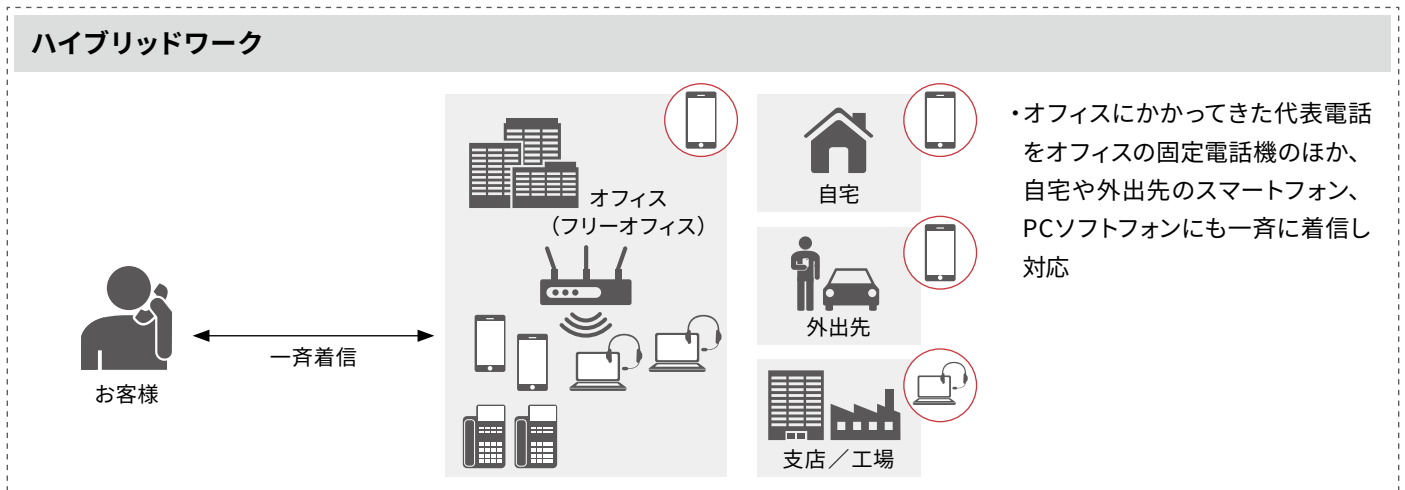 ハイブリッドワーク
オフィス
(フリーオフィス)
自宅
外出先
支店／工場
お客様
一斉着信
・オフィスにかかってきた代表電話
をオフィスの固定電話機のほか、
自宅や外出先のスマートフォン、
PCソフトフォンにも一斉に着信し
対応